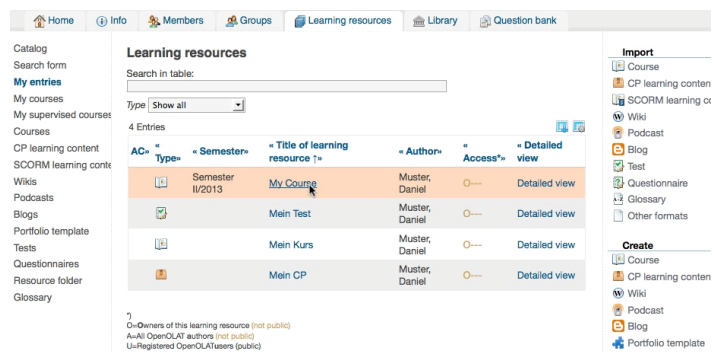 Home
Info
Members
Groups
Learning resources
Library
Question bank
Catalog
Search form
My entries
My courses
My supervised courses
Courses
CP learning content
SCORM learning conte
Wikis
Podcasts
Blogs
Portfolio template
Tests
Questionnaires
Resource folder
Glossary
Learning resources
Search in table:
Type Show all
4 Entries
AC» « Type» « Semester» « Title of learning resource ↑» « Author» « Access*» « Detailed view
Semester II/2013 My Course Muster, Daniel O--- Detailed view
Mein Test Muster, Daniel O--- Detailed view
Mein Kurs Muster, Daniel O--- Detailed view
Mein CP Muster, Daniel O--- Detailed view
*)
O=Owners of this learning resource (not public)
A=All OpenOLAT authors (not public)
U=Registered OpenOLATusers (public)
Import
Course
CP learning conten
SCORM learning co
Wiki
Podcast
Blog
Test
Questionnaire
Glossary
Other formats
Create
Course
CP learning conten
Wiki
Podcast
Blog
Portfolio template